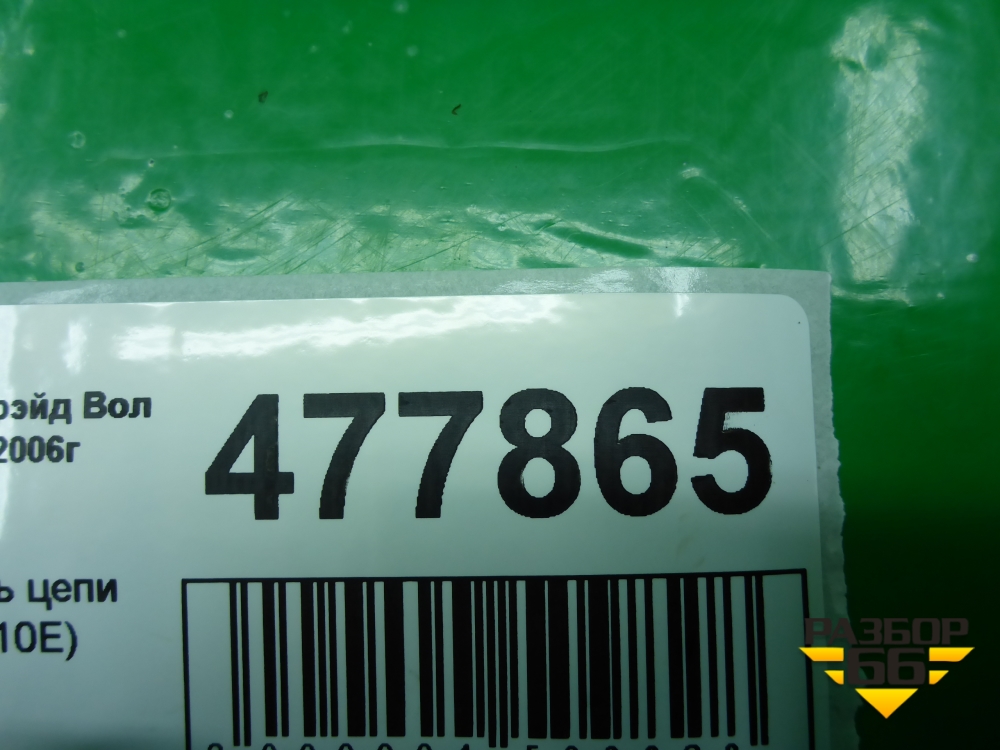 рэйд Вол
477865
2006г
ь цепи
10E)
РАЗБОР
66